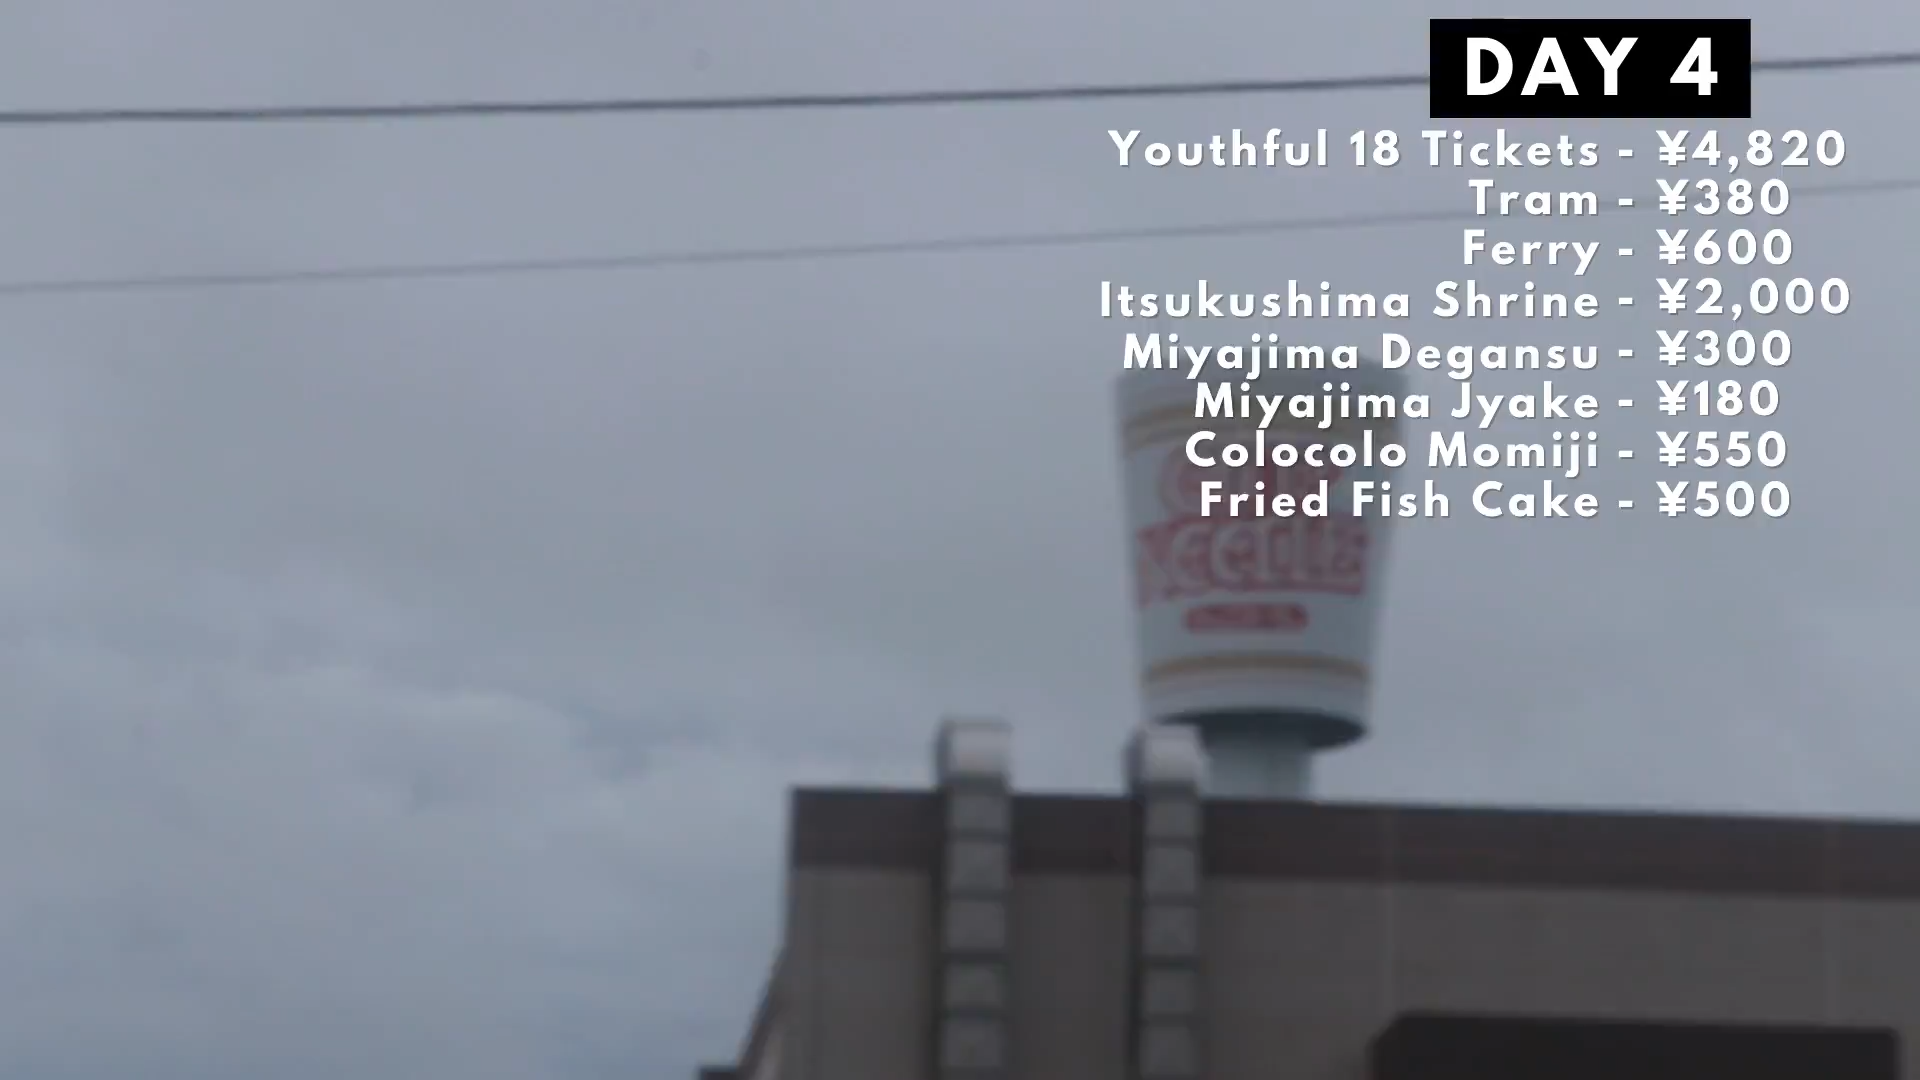 DAY 4
Youthful 18 Tickets - ¥4,820
Tram - ¥380
Ferry - ¥600
Itsukushima Shrine - ¥2,000
Miyajima Degansu - ¥300
Miyajima Jyake - ¥180
Colocolo Momiji - ¥550
Fried Fish Cake - ¥500